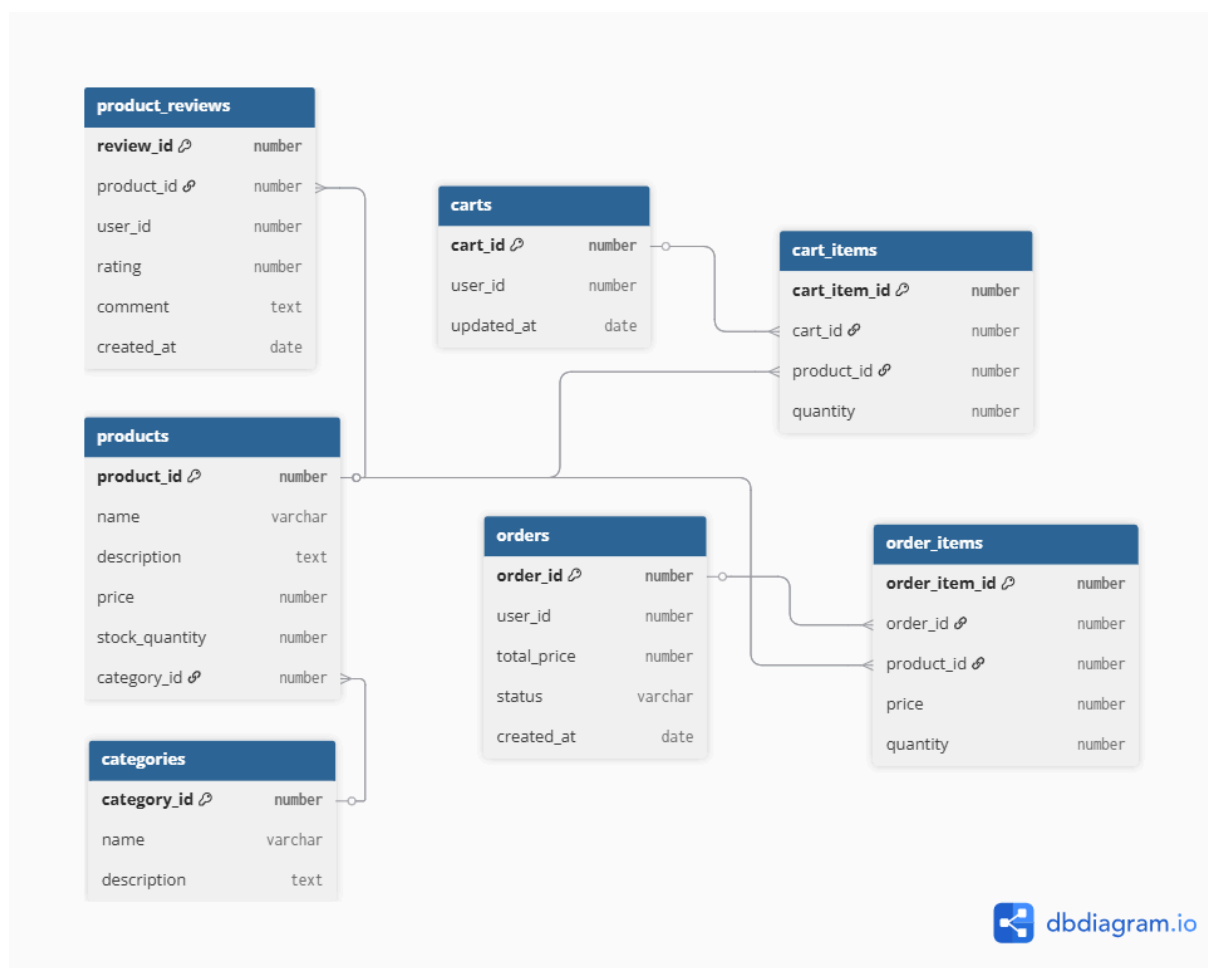 product_reviews
review_id number
product_id number
user_id number
rating number
comment text
created_at date
carts
cart_id number
user_id number
updated_at date
cart_items
cart_item_id number
cart_id number
product_id number
quantity number
products
product_id number
name varchar
description text
price number
stock_quantity number
category_id number
orders
order_id number
user_id number
total_price number
status varchar
created_at date
order_items
order_item_id number
order_id number
product_id number
price number
quantity number
categories
category_id number
name varchar
description text
dbdiagram.io